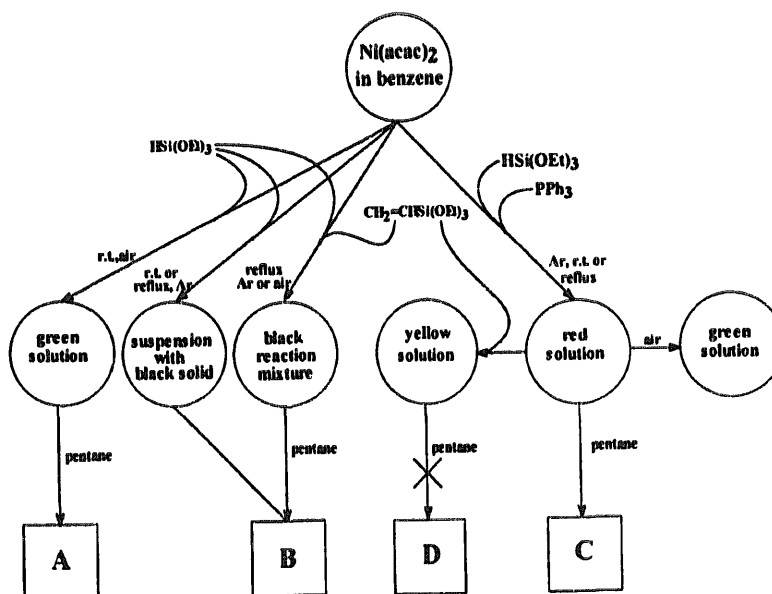 Ni(acac)2
in benzene
HSi(OEt)3
HSi(OEt)3
PPh3
CH2=CHSi(OEt)3
r.t.,air
r.t. or
reflux, Ar
reflux
Ar or air
Ar, r.t. or
reflux
green
solution
suspension
with
black solid
black
reaction
mixture
yellow
solution
red
solution
air
green
solution
pentane
pentane
pentane
pentane
A
B
D
C